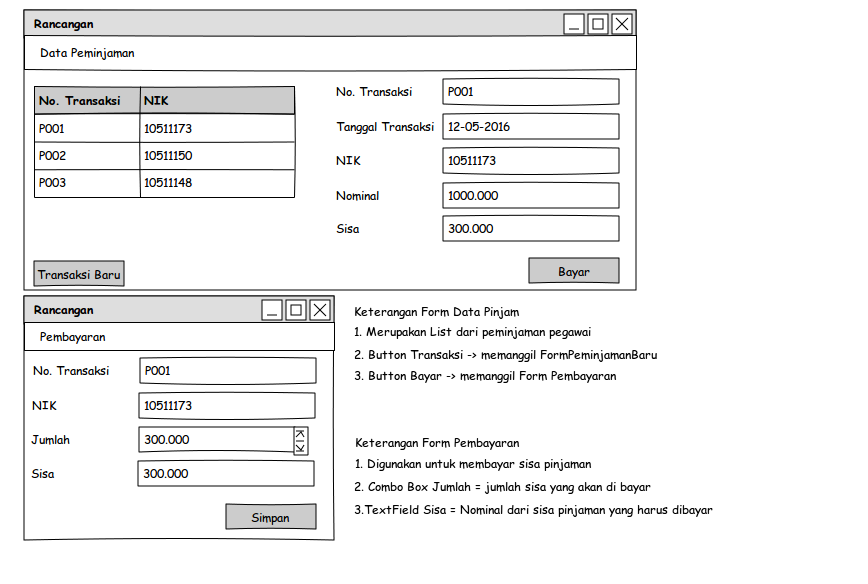 Rancangan
Data Peminjaman
No. Transaksi NIK
P001 10511173
P002 10511150
P003 10511148
Transaksi Baru
No. Transaksi P001
Tanggal Transaksi 12-05-2016
NIK 10511173
Nominal 1000.000
Sisa 300.000
Bayar
Rancangan
Pembayaran
No. Transaksi P001
NIK 10511173
Jumlah 300.000
Sisa 300.000
Simpan
Keterangan Form Data Pinjam
1. Merupakan List dari peminjaman pegawai
2. Button Transaksi -> memanggil FormPeminjamanBaru
3. Button Bayar -> memanggil Form Pembayaran
Keterangan Form Pembayaran
1. Digunakan untuk membayar sisa pinjaman
2. Combo Box Jumlah = jumlah sisa yang akan di bayar
3.TextField Sisa = Nominal dari sisa pinjaman yang harus dibayar